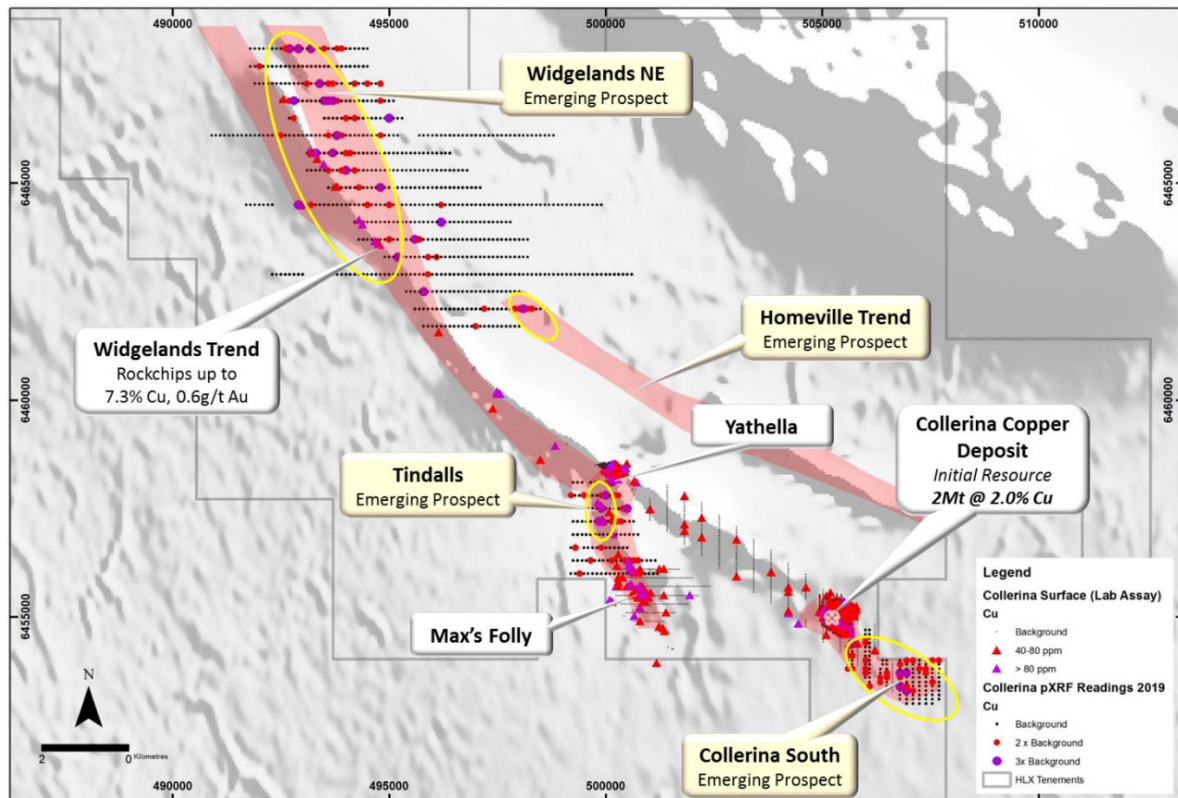 490000
495000
500000
505000
510000
6465000
6465000
6460000
6460000
6455000
6455000
Widgelands NE
Emerging Prospect
Widgelands Trend
Rockchips up to
7.3% Cu, 0.6g/t Au
Homeville Trend
Emerging Prospect
Yathella
Collerina Copper
Deposit
Initial Resource
2Mt @ 2.0% Cu
Tindalls
Emerging Prospect
Max's Folly
Collerina South
Emerging Prospect
N
2
0
Kilometres
Legend
Collerina Surface (Lab Assay)
Cu
Background
40-80 ppm
> 80 ppm
Collerina pXRF Readings 2019
Cu
Background
2 x Background
3x Background
HLX Tenements
490000
495000
500000
505000
510000